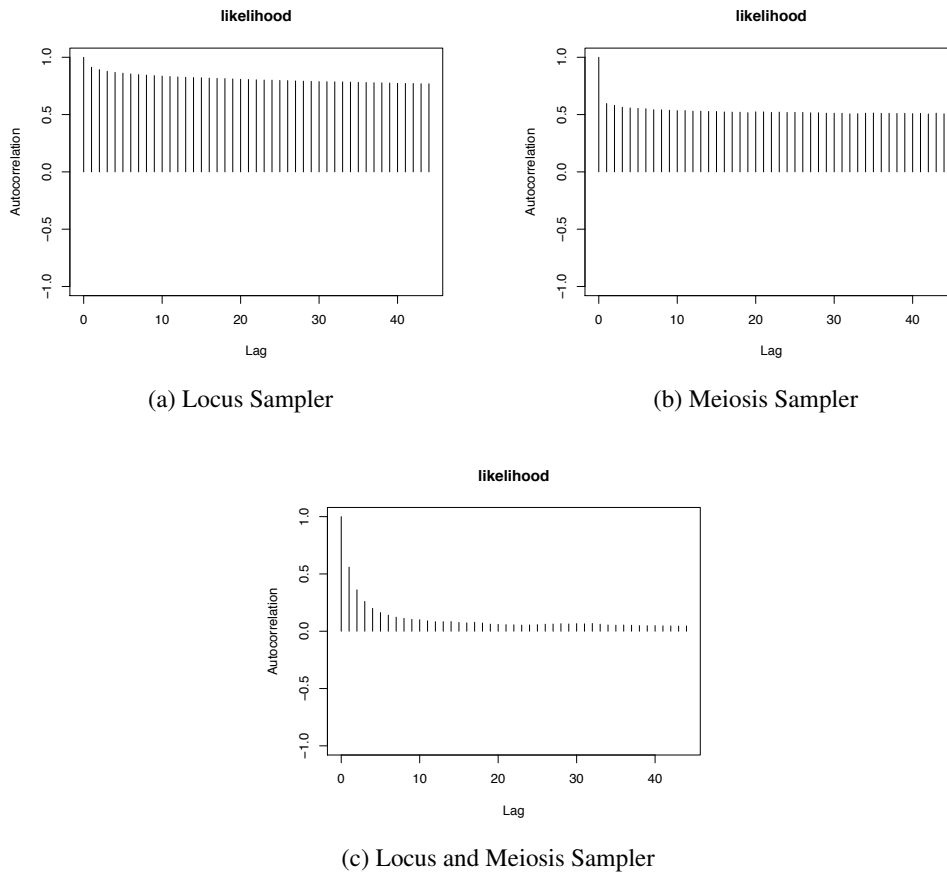 likelihood
Autocorrelation
1.0
0.5
0.0
−0.5
−1.0
0 10 20 30 40
Lag
(a) Locus Sampler
likelihood
Autocorrelation
1.0
0.5
0.0
−0.5
−1.0
0 10 20 30 40
Lag
(b) Meiosis Sampler
likelihood
Autocorrelation
1.0
0.5
0.0
−0.5
−1.0
0 10 20 30 40
Lag
(c) Locus and Meiosis Sampler